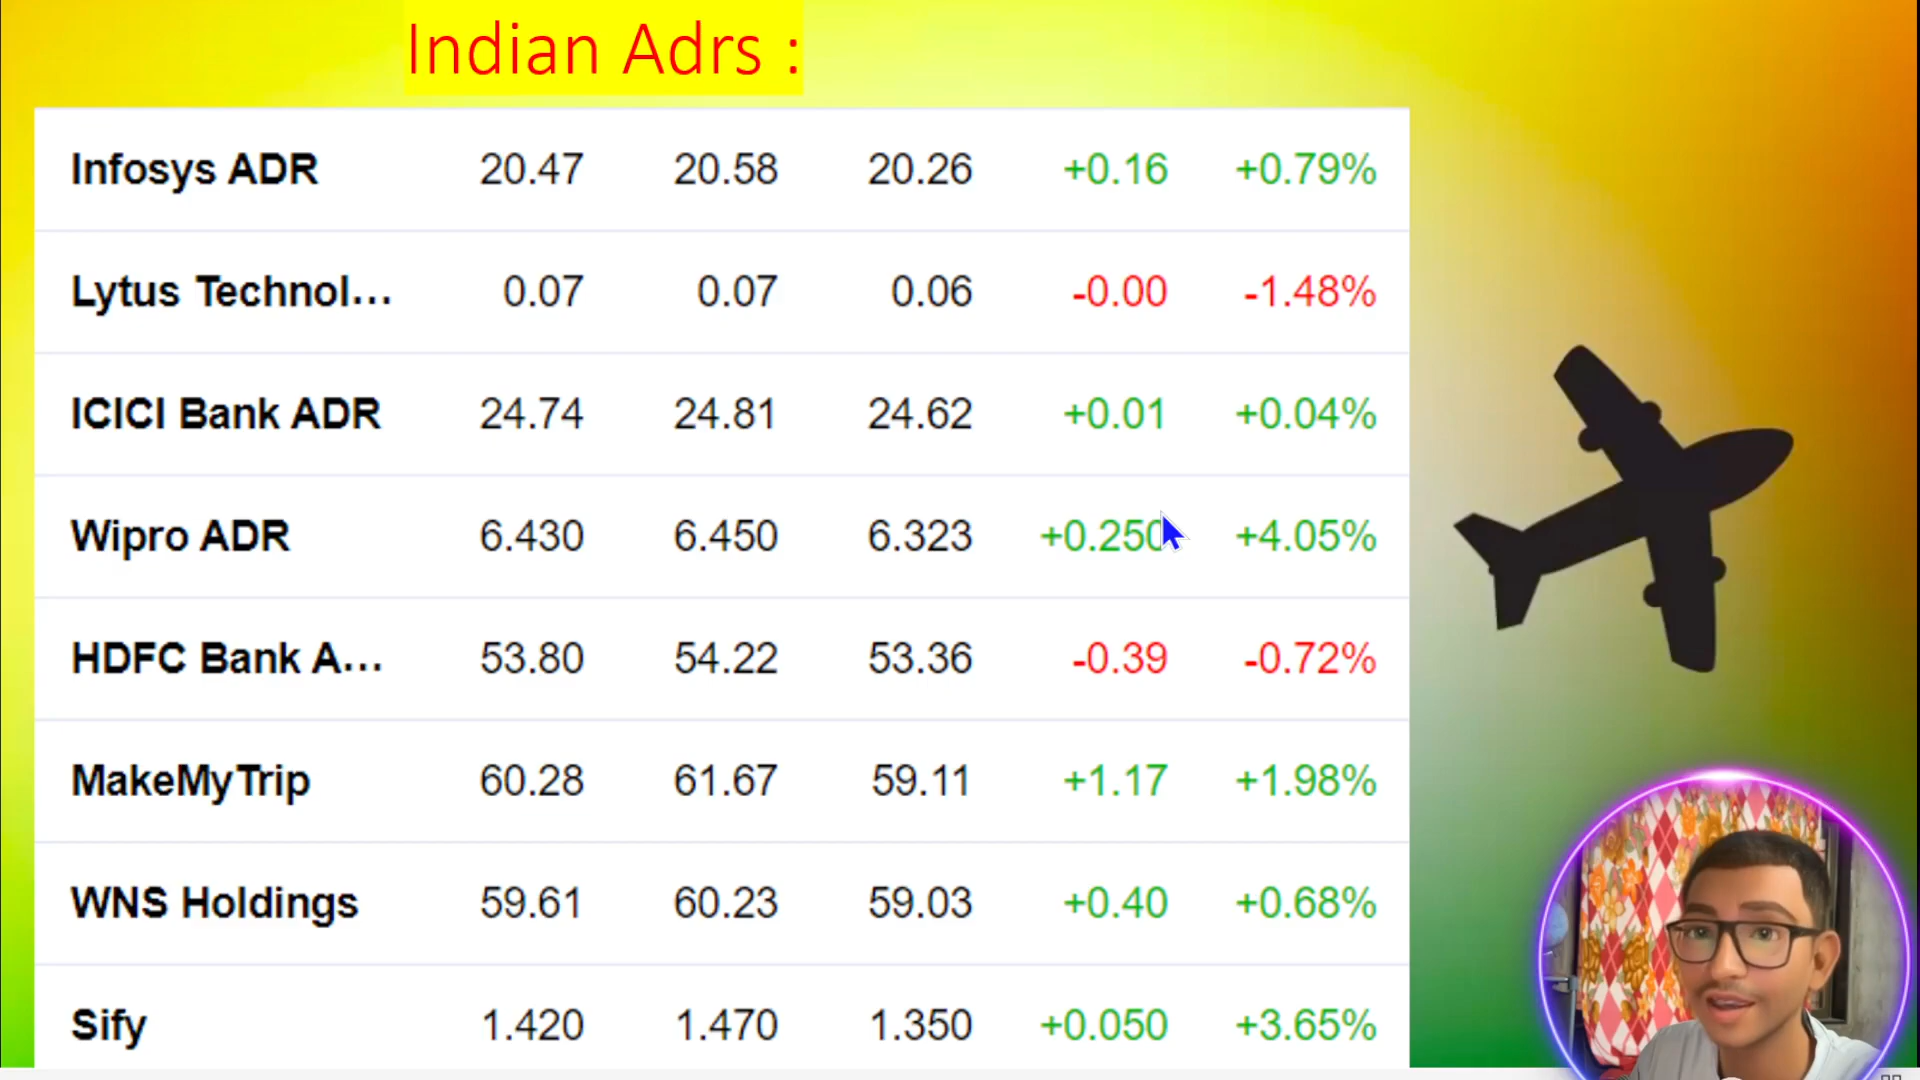 Indian Adrs :
Infosys ADR 20.47 20.58 20.26 +0.16 +0.79%
Lytus Technol... 0.07 0.07 0.06 -0.00 -1.48%
ICICI Bank ADR 24.74 24.81 24.62 +0.01 +0.04%
Wipro ADR 6.430 6.450 6.323 +0.250 +4.05%
HDFC Bank A... 53.80 54.22 53.36 -0.39 -0.72%
MakeMyTrip 60.28 61.67 59.11 +1.17 +1.98%
WNS Holdings 59.61 60.23 59.03 +0.40 +0.68%
Sify 1.420 1.470 1.350 +0.050 +3.65%